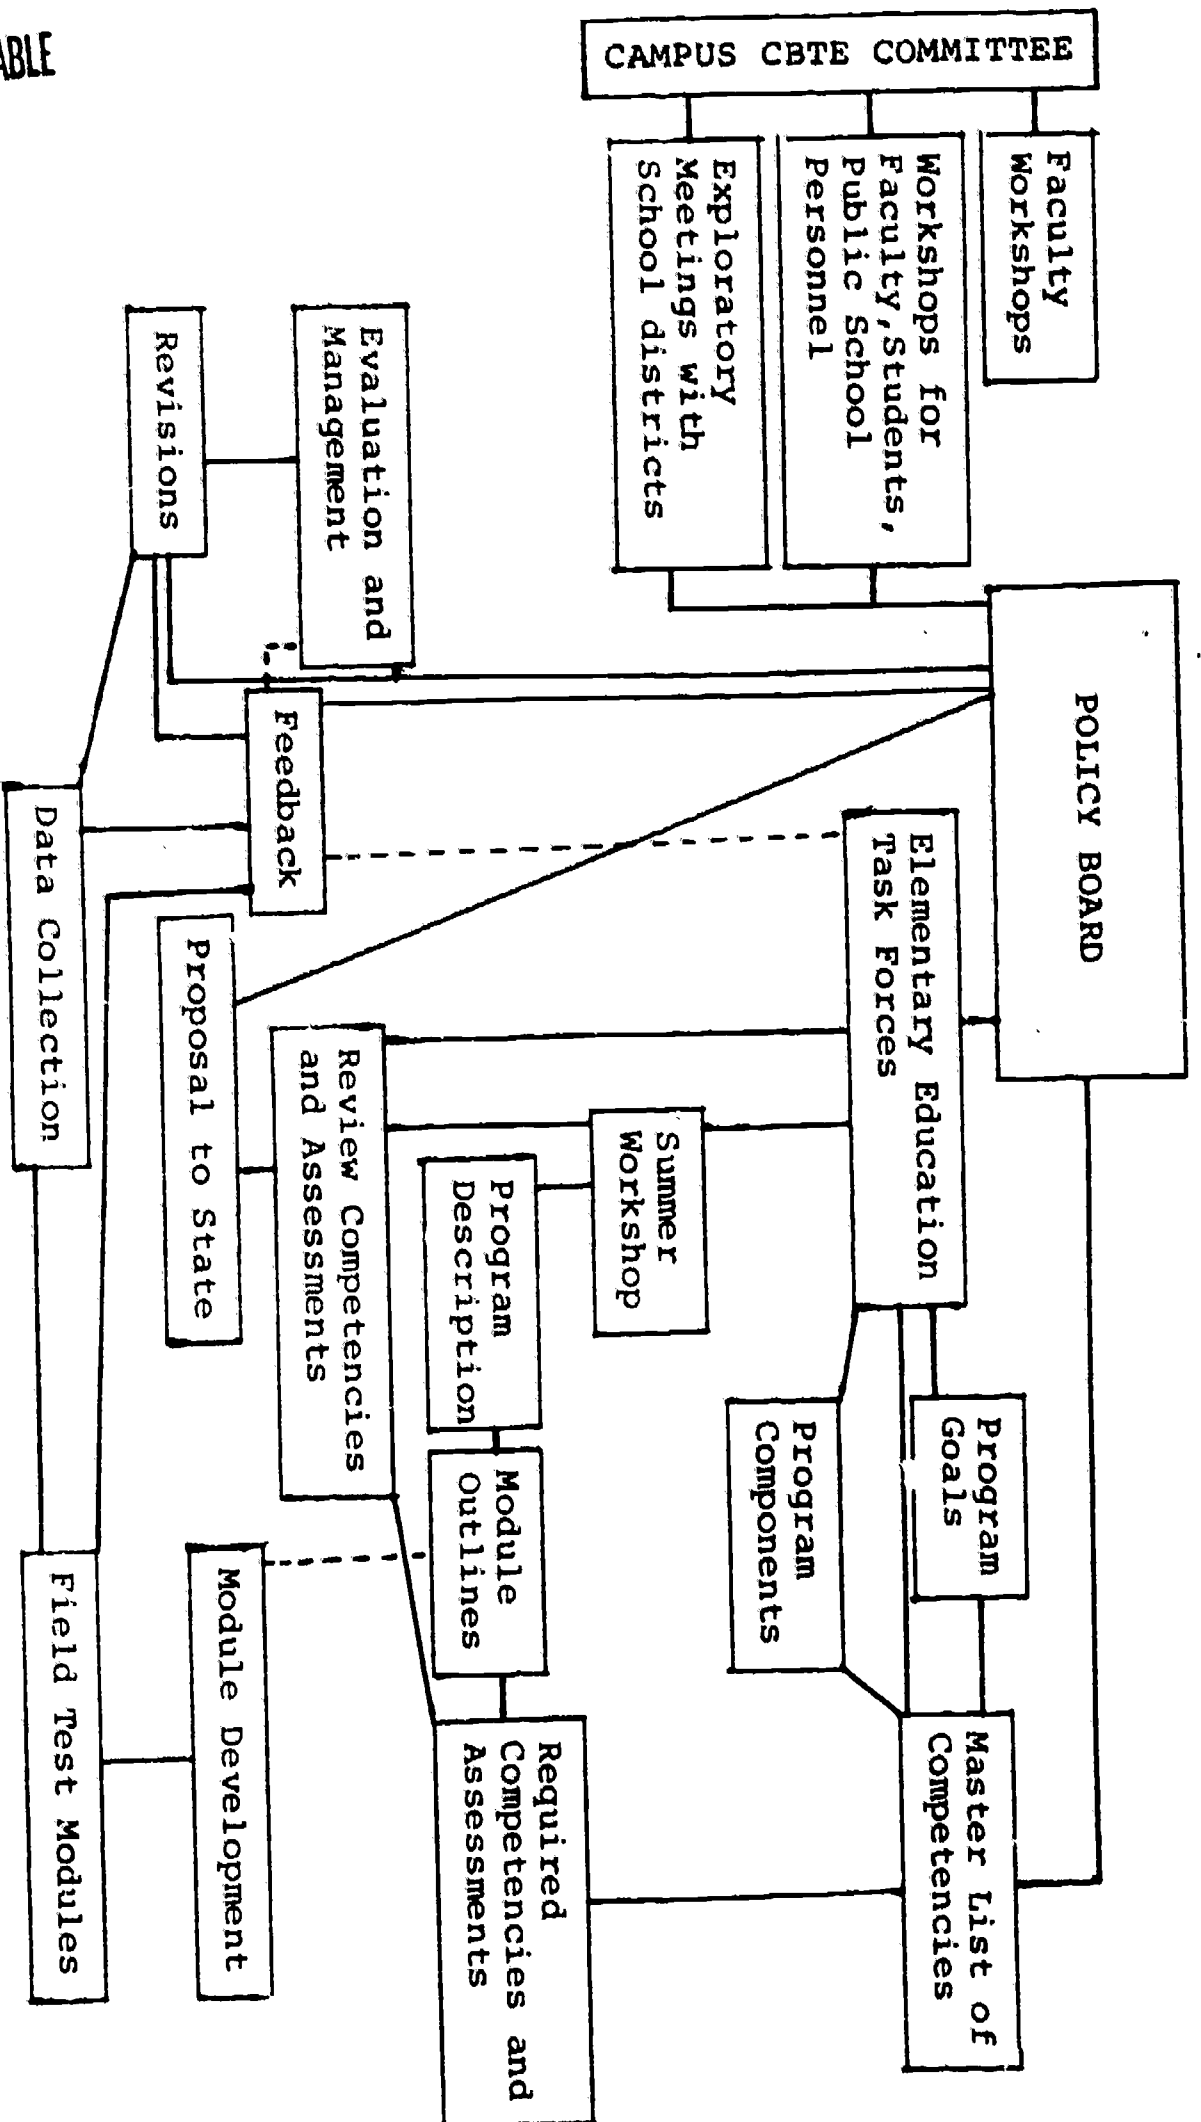 ABLE
CAMPUS CBTE COMMITTEE
Faculty
Workshops
Workshops for
Faculty,Students,
Public School
Personnel
Exploratory
Meetings with
School districts
POLICY BOARD
Elementary Education
Task Forces
Program
Goals
Program
Components
Master List of
Competencies
Summer
Workshop
Program
Description
Module
Outlines
Required
Competencies and
Assessments
Review Competencies
and Assessments
Evaluation and
Management
Revisions
Feedback
Proposal to State
Data Collection
Module Development
Field Test Modules